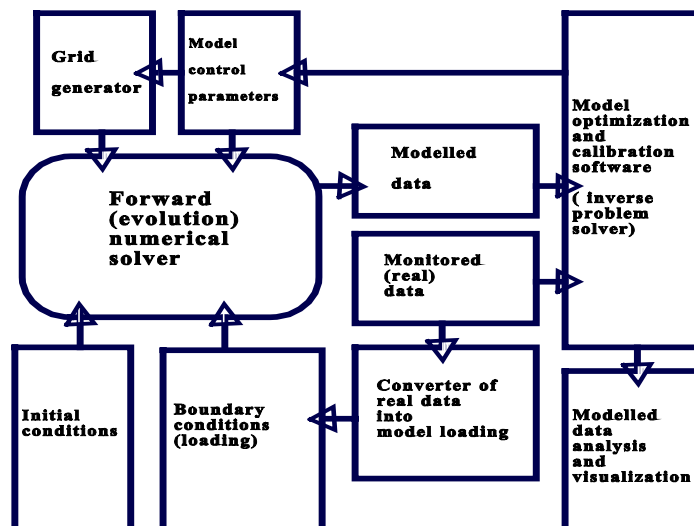 Grid
generator
Model
control
parameters
Forward
(evolution)
numerical
solver
Modelled
data
Model
optimization
and
calibration
software
( inverse
problem
solver)
Monitored
(real)
data
Initial
conditions
Boundary
conditions
(loading)
Converter of
real data
into
model loading
Modelled
data
analysis
and
visualization